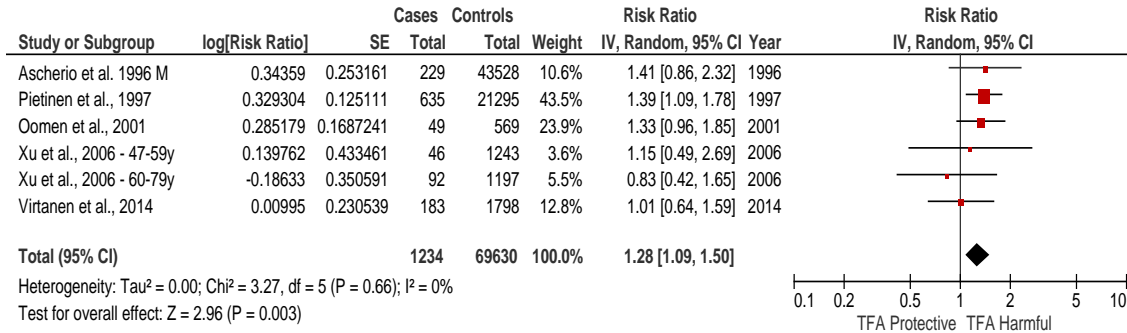 Cases Controls Risk Ratio Risk Ratio
Study or Subgroup log[Risk Ratio] SE Total Total Weight IV, Random, 95% CI Year IV, Random, 95% CI
Ascherio et al. 1996 M 0.34359 0.253161 229 43528 10.6% 1.41 [0.86, 2.32] 1996
Pietinen et al., 1997 0.329304 0.125111 635 21295 43.5% 1.39 [1.09, 1.78] 1997
Oomen et al., 2001 0.285179 0.1687241 49 569 23.9% 1.33 [0.96, 1.85] 2001
Xu et al., 2006 - 47-59y 0.139762 0.433461 46 1243 3.6% 1.15 [0.49, 2.69] 2006
Xu et al., 2006 - 60-79y -0.18633 0.350591 92 1197 5.5% 0.83 [0.42, 1.65] 2006
Virtanen et al., 2014 0.00995 0.230539 183 1798 12.8% 1.01 [0.64, 1.59] 2014
Total (95% CI) 1234 69630 100.0% 1.28 [1.09, 1.50]
Heterogeneity: Tau² = 0.00; Chi² = 3.27, df = 5 (P = 0.66); I² = 0%
Test for overall effect: Z = 2.96 (P = 0.003)
0.1 0.2 0.5 1 2 5 10
TFA Protective TFA Harmful